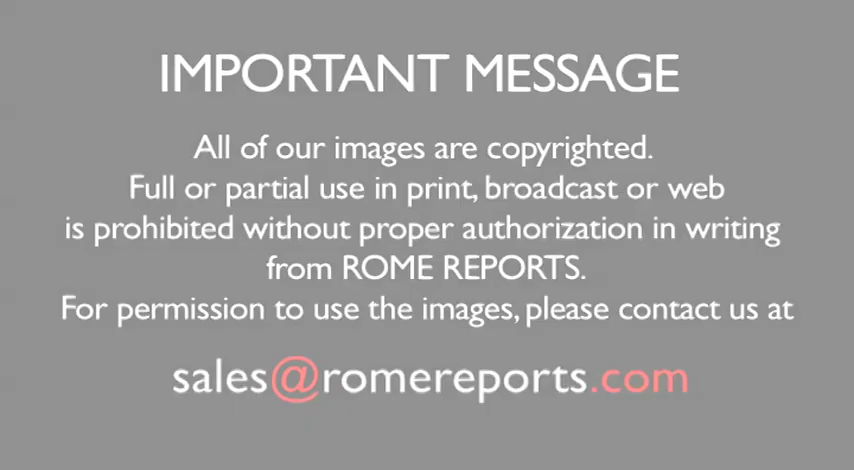 IMPORTANT MESSAGE
All of our images are copyrighted.
Full or partial use in print, broadcast or web
is prohibited without proper authorization in writing
from ROME REPORTS.
For permission to use the images, please contact us at
sales@romereports.com